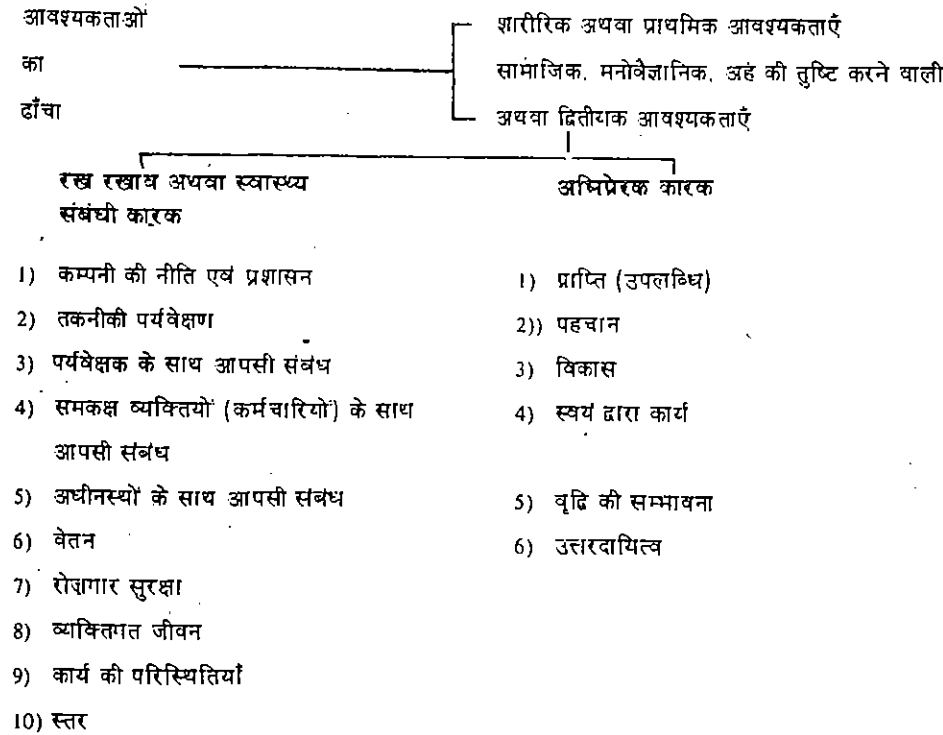 आवश्यकताओं
का
ढाँचा
शारीरिक अथवा प्राथमिक आवश्यकताएँ
सामाजिक, मनोवैज्ञानिक, अहं की तुष्टि करने वाली
अथवा द्वितीयक आवश्यकताएँ
रख रखाव अथवा स्वास्थ्य
संबंधी कारक
1) कम्पनी की नीति एवं प्रशासन
2) तकनीकी पर्यवेक्षण
3) पर्यवेक्षक के साथ आपसी संबंध
4) समकक्ष व्यक्तियों (कर्मचारियों) के साथ
आपसी संबंध
5) अधीनस्थों के साथ आपसी संबंध
6) वेतन
7) रोज़गार सुरक्षा
8) व्यक्तिगत जीवन
9) कार्य की परिस्थितियाँ
10) स्तर
अभिप्रेरक कारक
1) प्राप्ति (उपलब्धि)
2)) पहचान
3) विकास
4) स्वयं द्वारा कार्य
5) वृद्धि की सम्भावना
6) उत्तरदायित्व